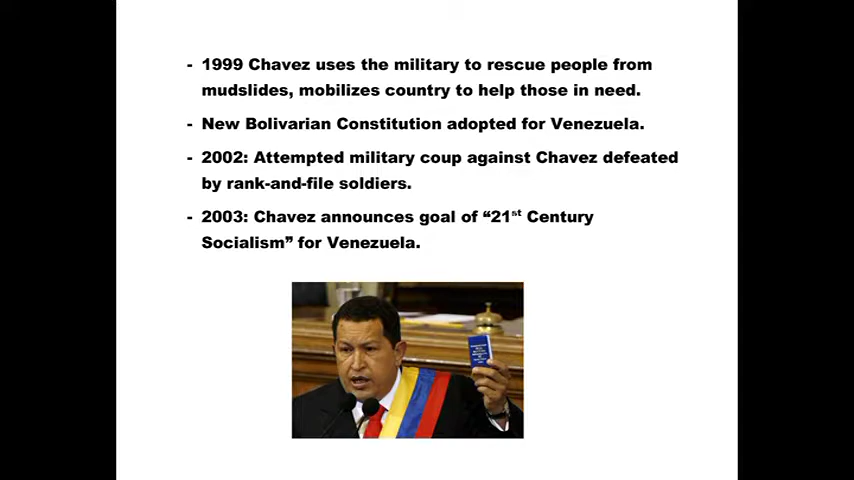 - 1999 Chavez uses the military to rescue people from
mudslides, mobilizes country to help those in need.
- New Bolivarian Constitution adopted for Venezuela.
- 2002: Attempted military coup against Chavez defeated
by rank-and-file soldiers.
- 2003: Chavez announces goal of “21st Century
Socialism” for Venezuela.